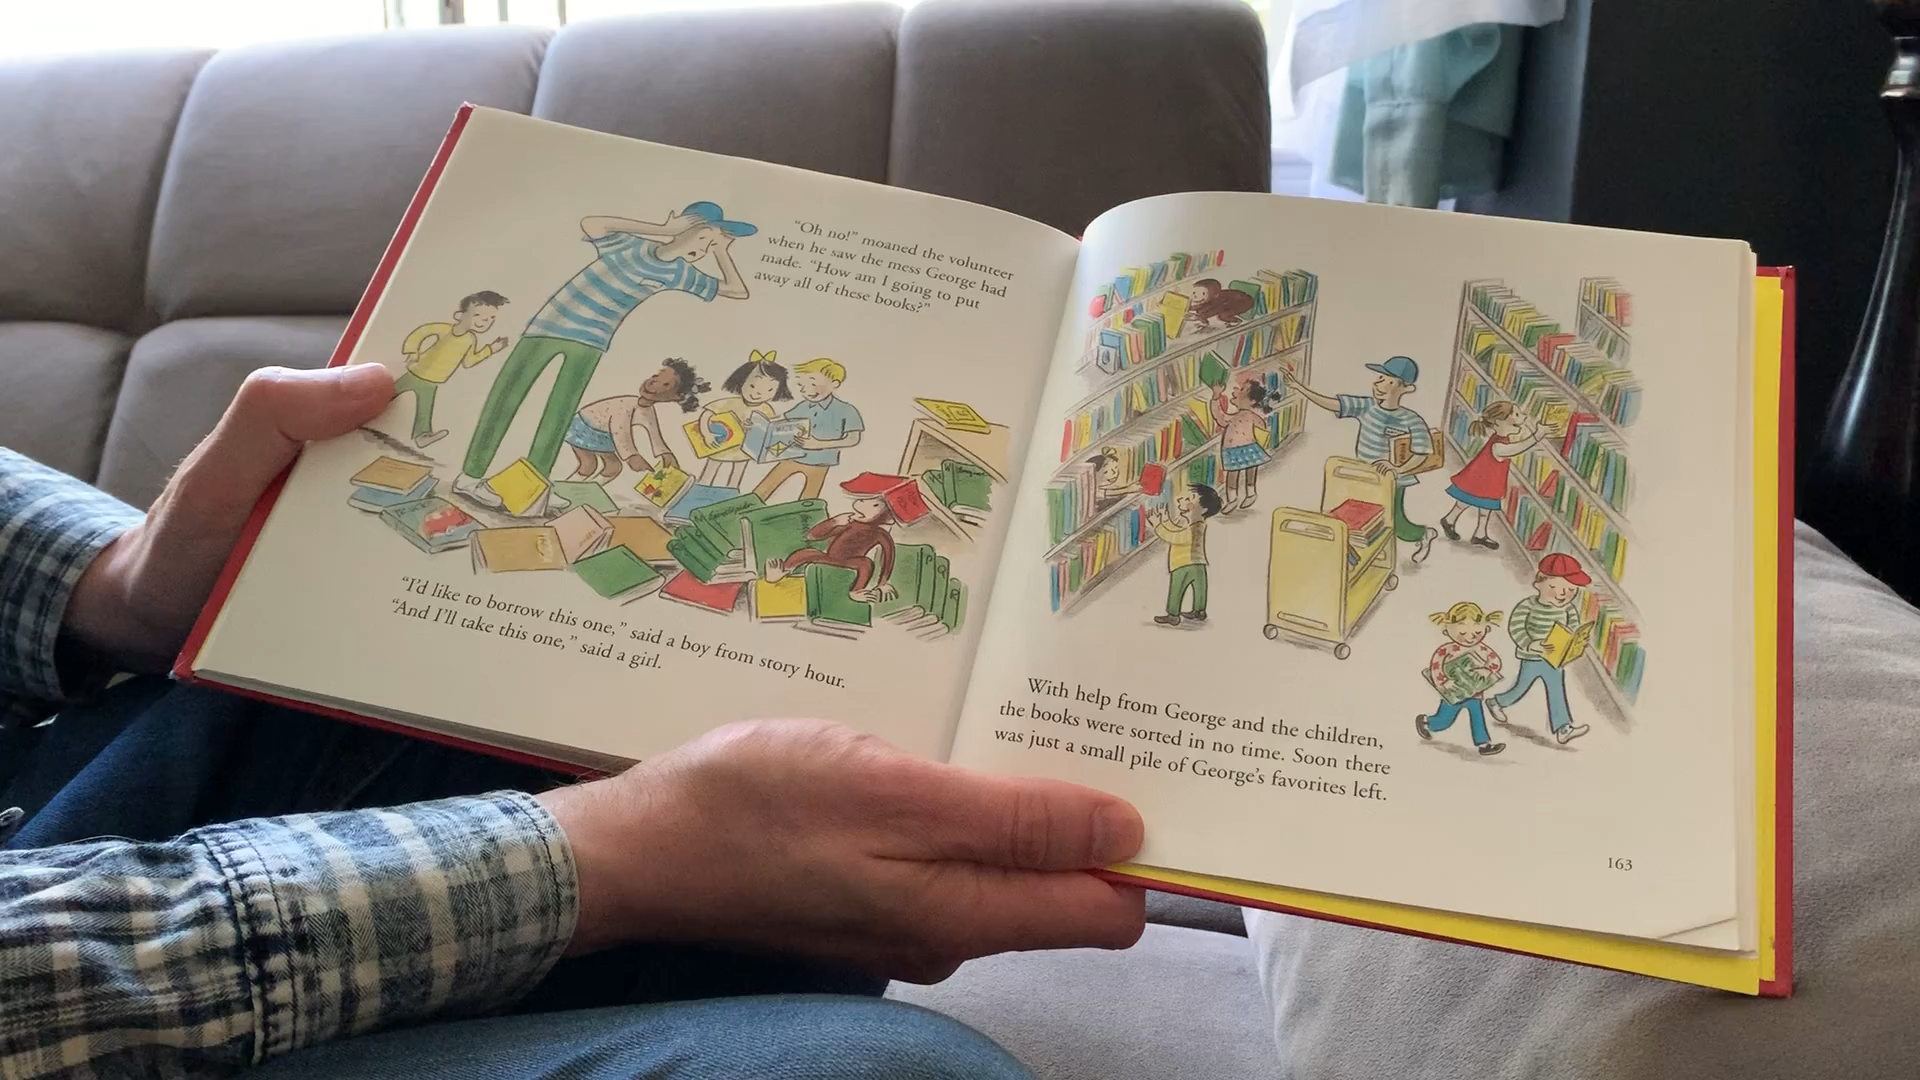 “Oh no!” moaned the volunteer
when he saw the mess George had
made. “How am I going to put
away all of these books?”
“I’d like to borrow this one,” said a boy from story hour.
“And I’ll take this one,” said a girl.
With help from George and the children,
the books were sorted in no time. Soon there
was just a small pile of George’s favorites left.
163